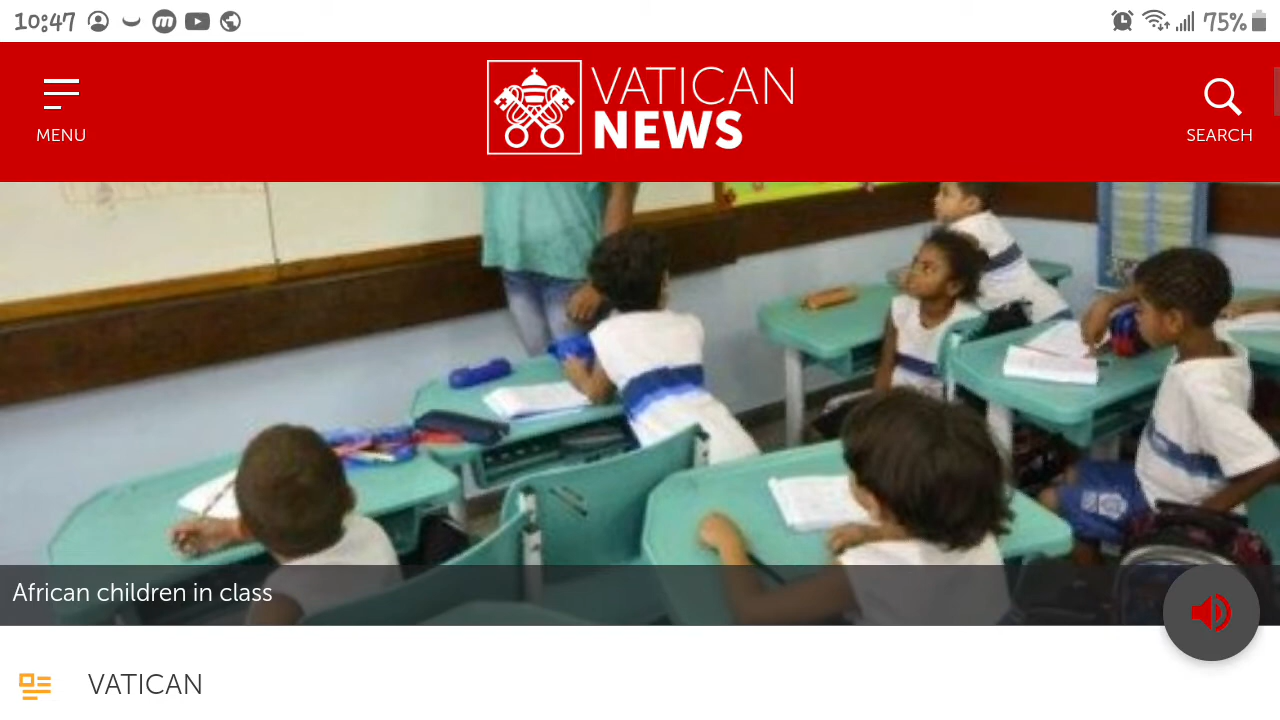 10:47
75%
MENU
VATICAN
NEWS
SEARCH
African children in class
VATICAN